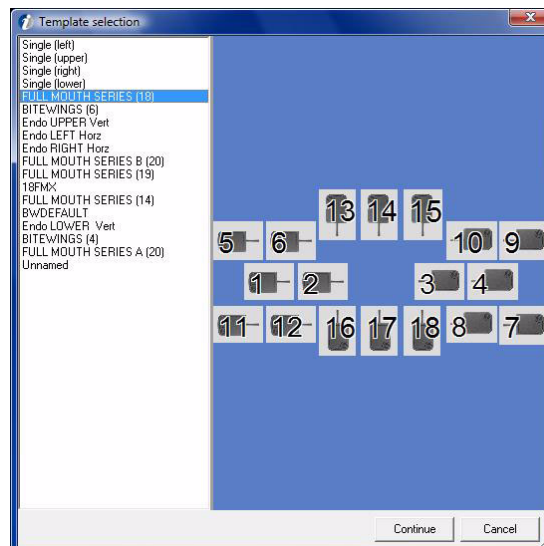 Template selection
Single (left)
Single (upper)
Single (right)
Single (lower)
FULL MOUTH SERIES (18)
BITEWINGS (6)
Endo UPPER Vert
Endo LEFT Horz
Endo RIGHT Horz
FULL MOUTH SERIES B (20)
FULL MOUTH SERIES (19)
18FMX
FULL MOUTH SERIES (14)
BWDEFAULT
Endo LOWER Vert
BITEWINGS (4)
FULL MOUTH SERIES A (20)
Unnamed
13 14 15
5 6 10 9
1 2 3 4
11 12 16 17 18 8 7
Continue Cancel